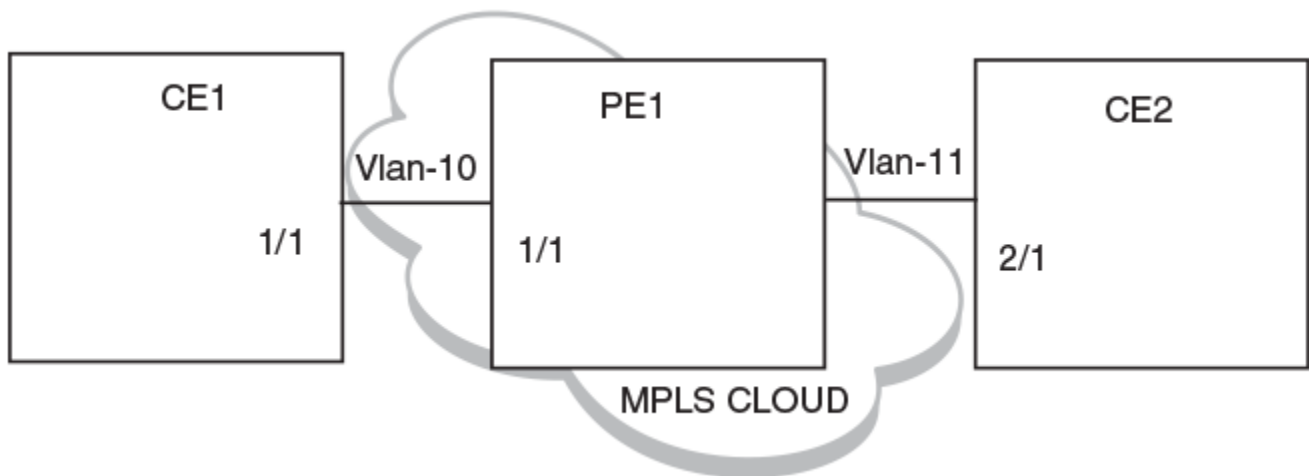 CE1
1/1
Vlan-10
PE1
1/1
Vlan-11
CE2
2/1
MPLS CLOUD